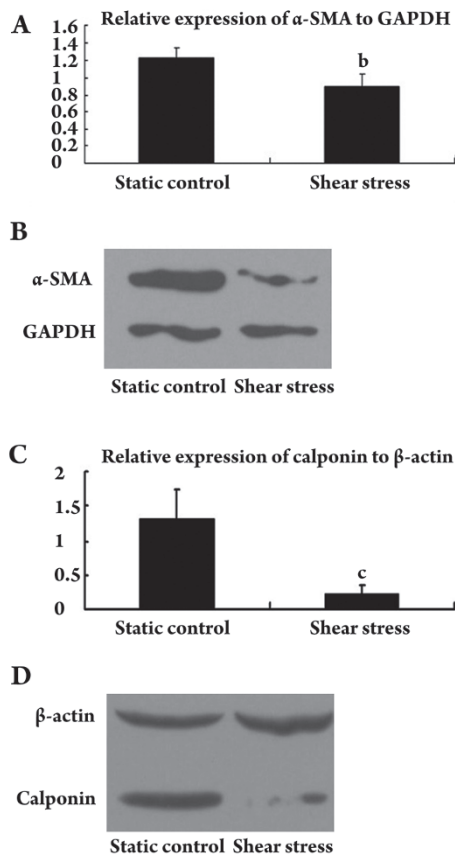 A
Relative expression of α-SMA to GAPDH
1.6
1.4
1.2
1
0.8
0.6
0.4
0.2
0
b
Static control Shear stress
B
α-SMA
GAPDH
Static control Shear stress
C
Relative expression of calponin to β-actin
2
1.5
1
0.5
0
c
Static control Shear stress
D
β-actin
Calponin
Static control Shear stress